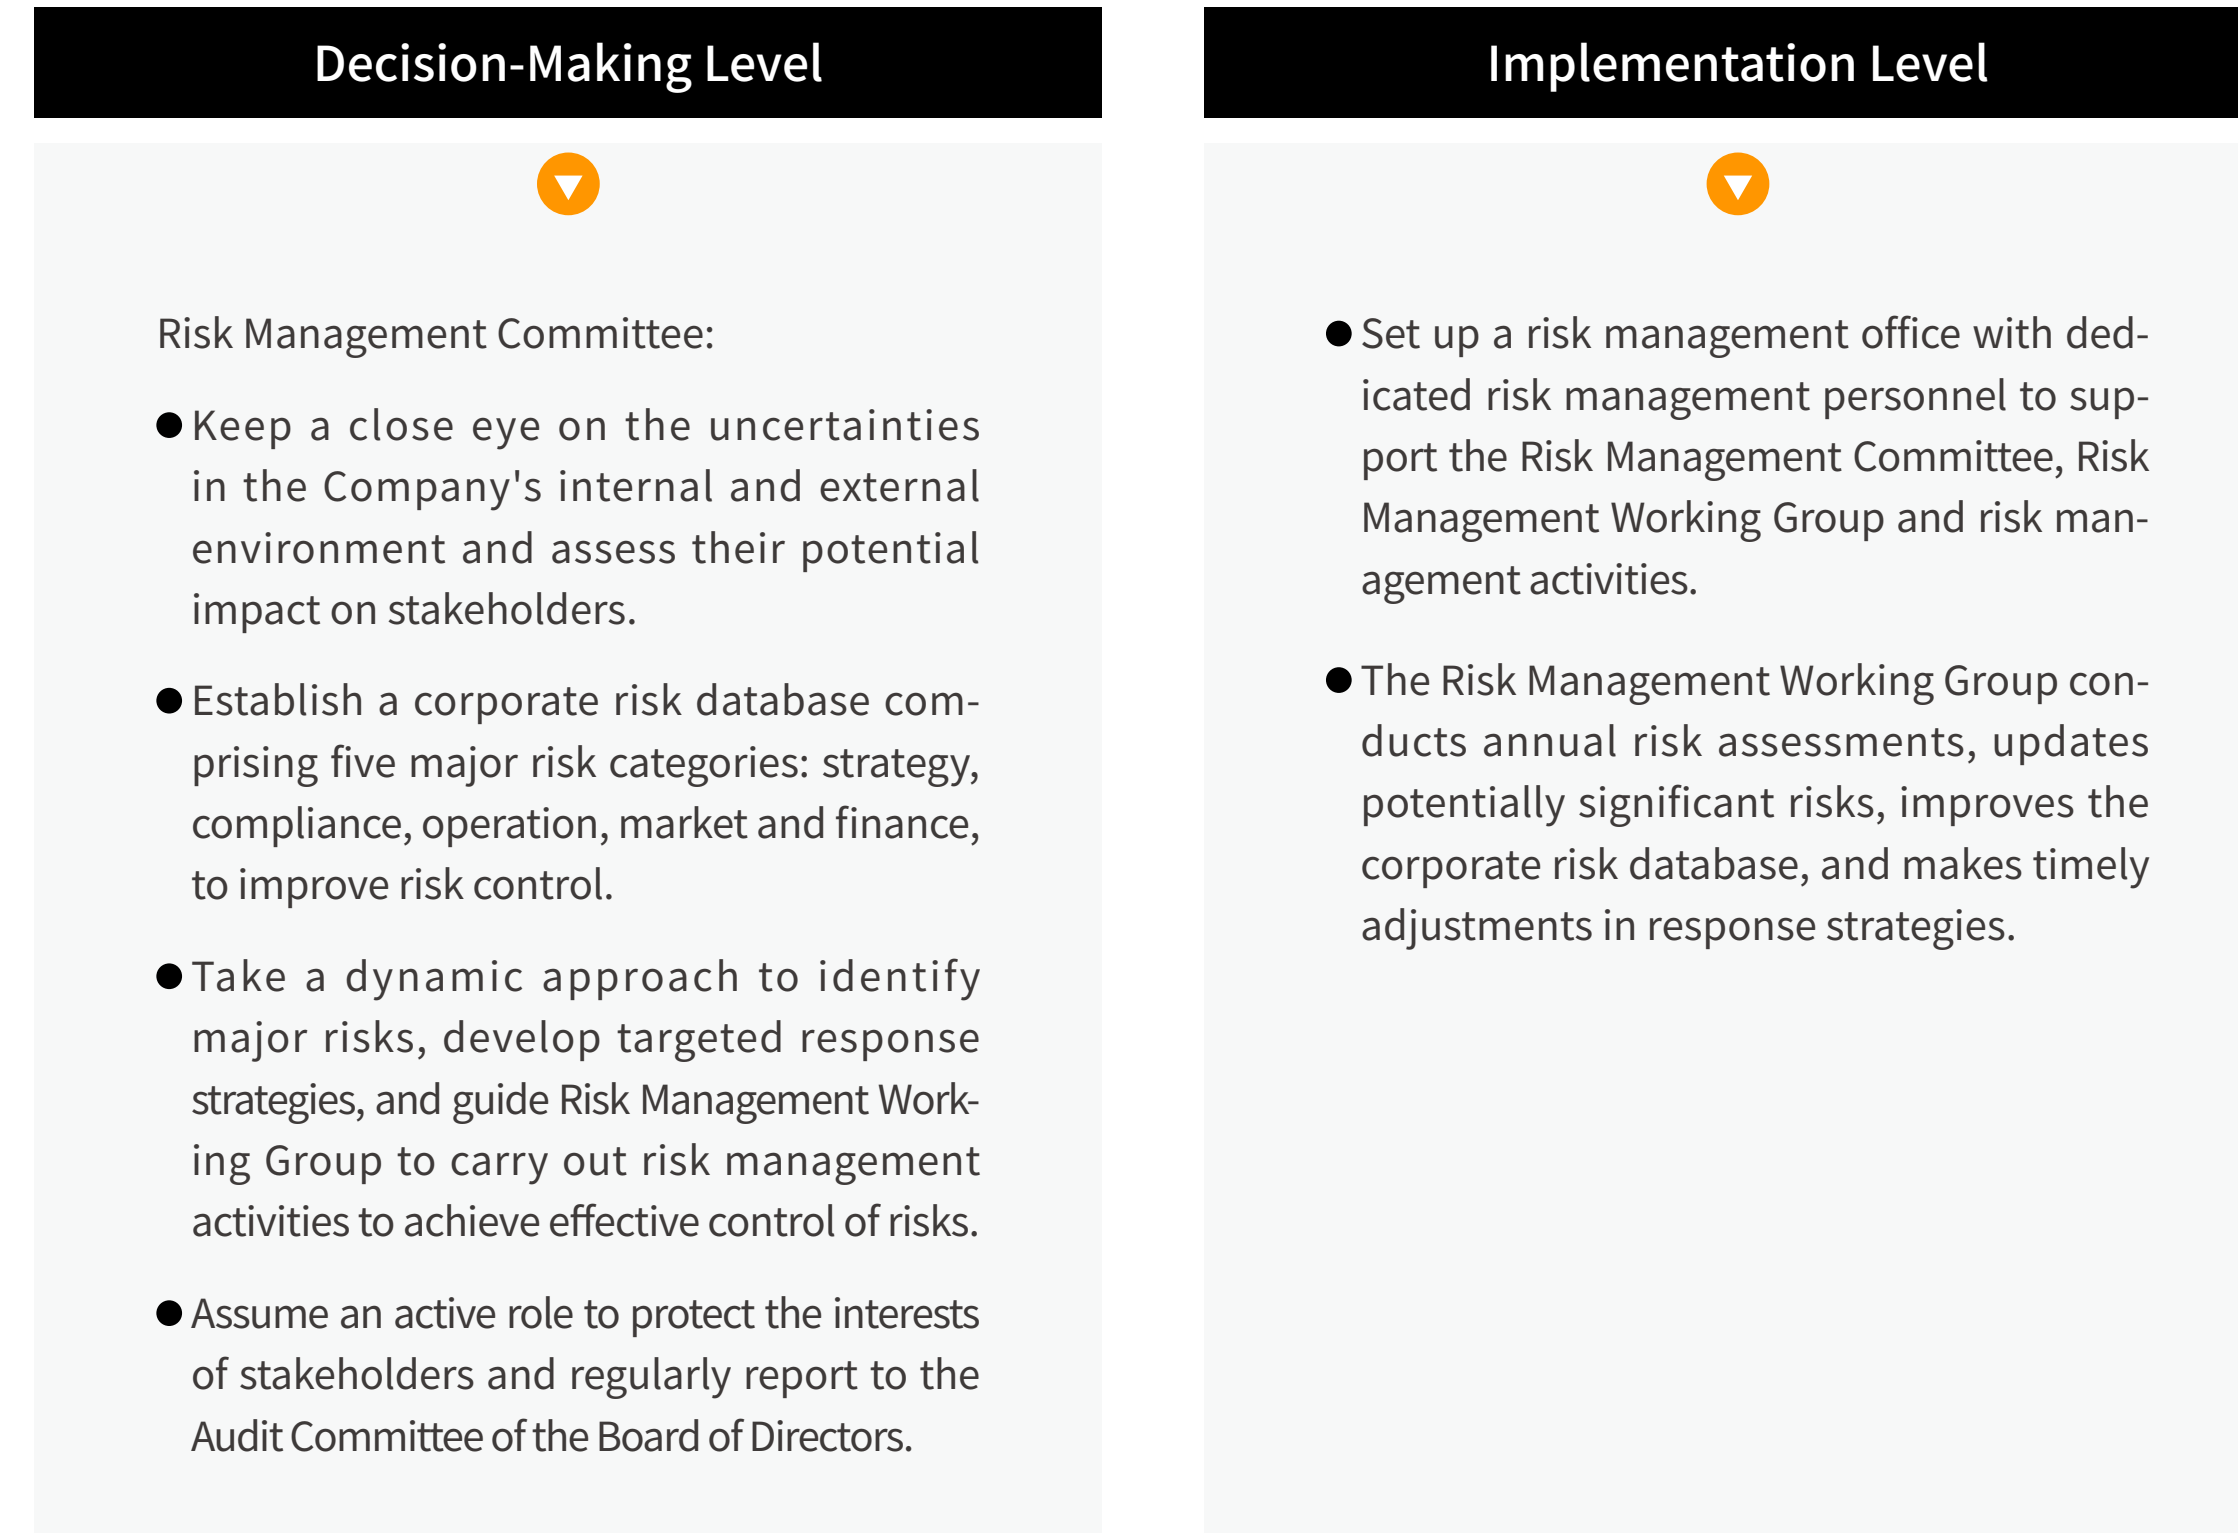 Decision-Making Level
Risk Management Committee:
● Keep a close eye on the uncertainties
in the Company's internal and external
environment and assess their potential
impact on stakeholders.
● Establish a corporate risk database com-
prising five major risk categories: strategy,
compliance, operation, market and finance,
to improve risk control.
● Take a dynamic approach to identify
major risks, develop targeted response
strategies, and guide Risk Management Work-
ing Group to carry out risk management
activities to achieve effective control of risks.
● Assume an active role to protect the interests
of stakeholders and regularly report to the
Audit Committee of the Board of Directors.
Implementation Level
● Set up a risk management office with ded-
icated risk management personnel to sup-
port the Risk Management Committee, Risk
Management Working Group and risk man-
agement activities.
● The Risk Management Working Group con-
ducts annual risk assessments, updates
potentially significant risks, improves the
corporate risk database, and makes timely
adjustments in response strategies.